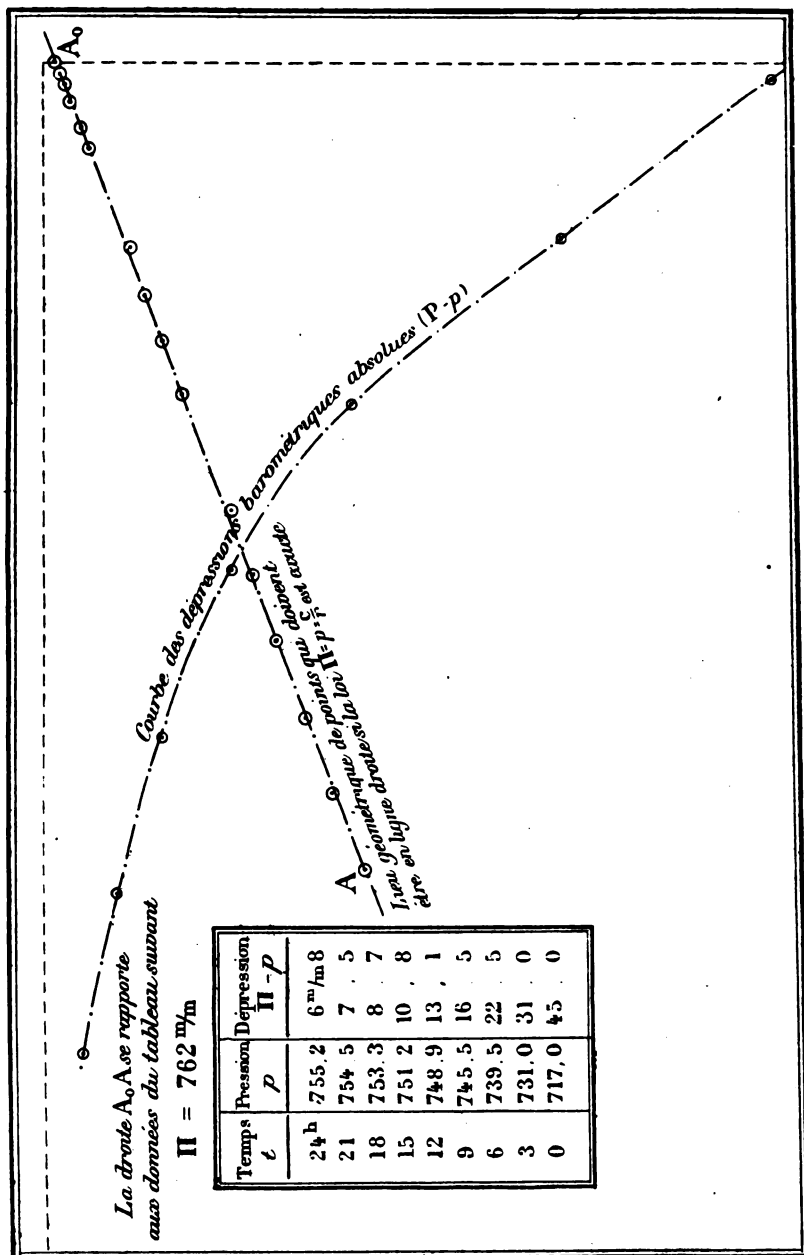 A₀
Courbe des dépressions barométriques absolues (P-p)
A
Lieu géométrique de points qui doivent
être en ligne droite si la loi Π - p = c/r est exacte
La droite A₀A se rapporte
aux données du tableau suivant
Π = 762 m/m
Temps t Pression p Dépression Π - p
24 h 755.2 6 m/m 8
21 754.5 7.5
18 753.3 8.7
15 751.2 10.8
12 748.9 13,1
9 745.5 16.5
6 739.5 22.5
3 731.0 31.0
0 717,0 45.0